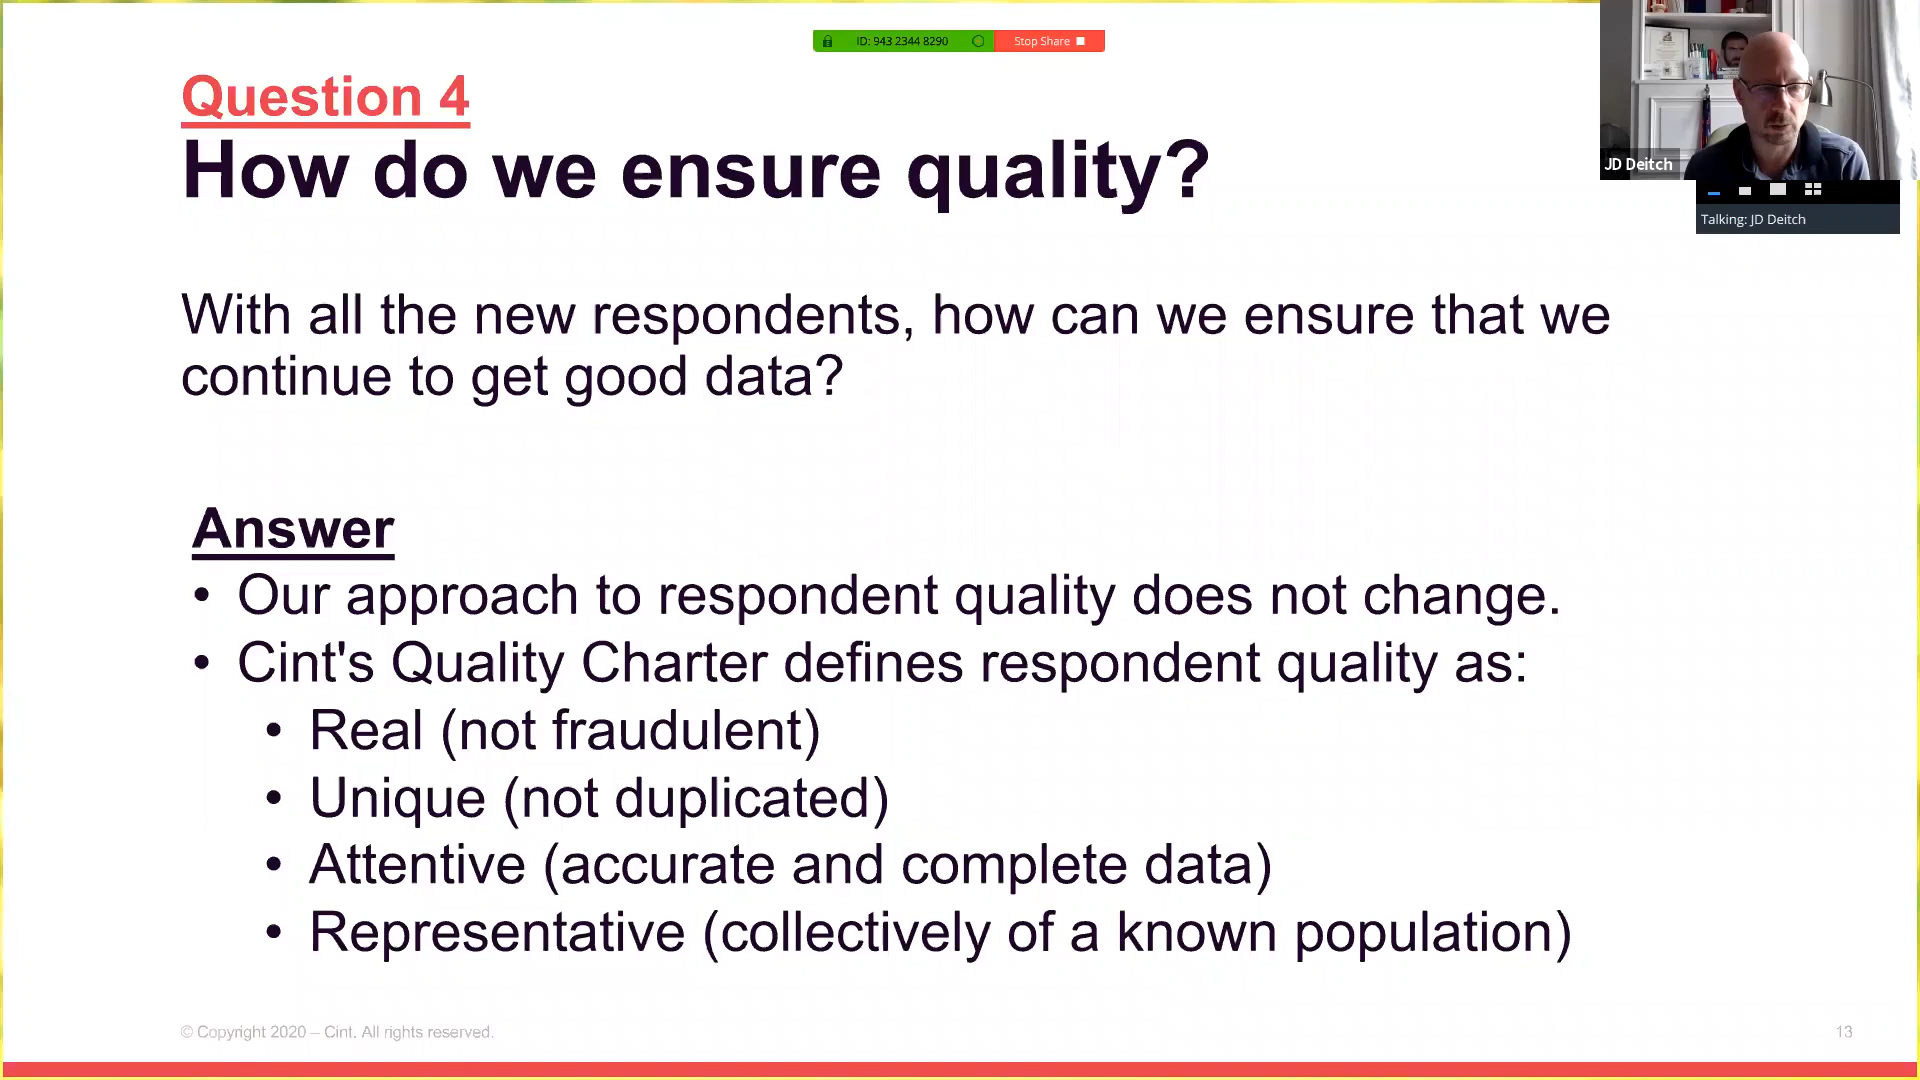 ID: 943 2344 8290
Stop Share
Question 4
How do we ensure quality?
JD Deitch
Talking: JD Deitch
With all the new respondents, how can we ensure that we
continue to get good data?
Answer
• Our approach to respondent quality does not change.
• Cint's Quality Charter defines respondent quality as:
• Real (not fraudulent)
• Unique (not duplicated)
• Attentive (accurate and complete data)
• Representative (collectively of a known population)
© Copyright 2020 – Cint. All rights reserved.
13